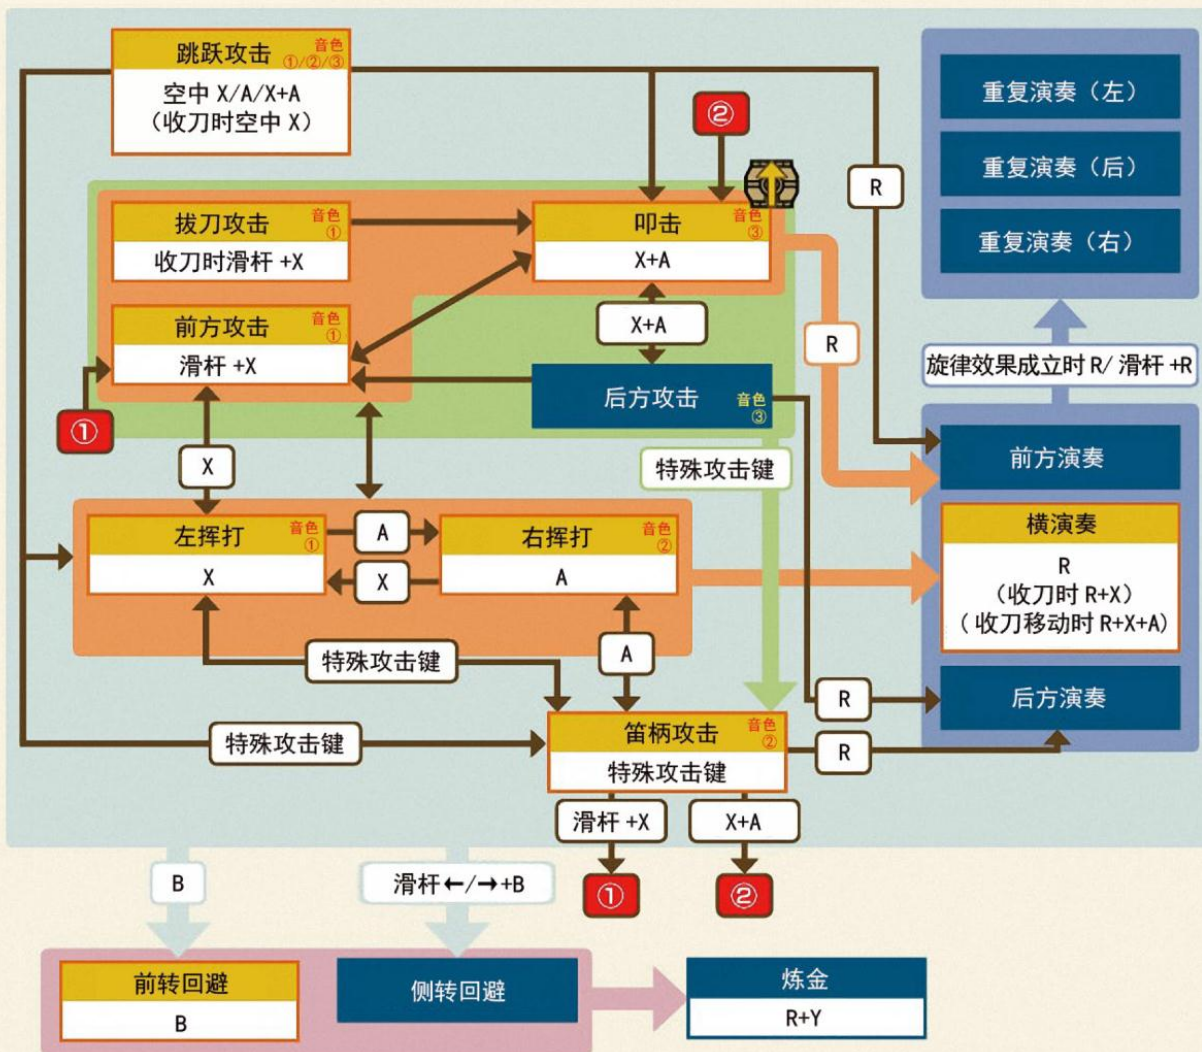 跳跃攻击 音色
①/②/③
空中 X/A/X+A
(收刀时空中 X)
②
R
重复演奏（左）
重复演奏（后）
重复演奏（右）
拔刀攻击 音色
①
收刀时滑杆 +X
叩击 音色
③
X+A
前方攻击 音色
①
滑杆 +X
X+A
R
旋律效果成立时 R/ 滑杆 +R
①
后方攻击 音色
③
X
特殊攻击键
前方演奏
左挥打 音色
①
X
A
X
右挥打 音色
②
A
横演奏
R
(收刀时 R+X)
( 收刀移动时 R+X+A)
特殊攻击键
A
后方演奏
R
特殊攻击键
笛柄攻击 音色
②
特殊攻击键
R
滑杆 +X
X+A
①
②
B
滑杆←/→+B
前转回避
B
侧转回避
炼金
R+Y